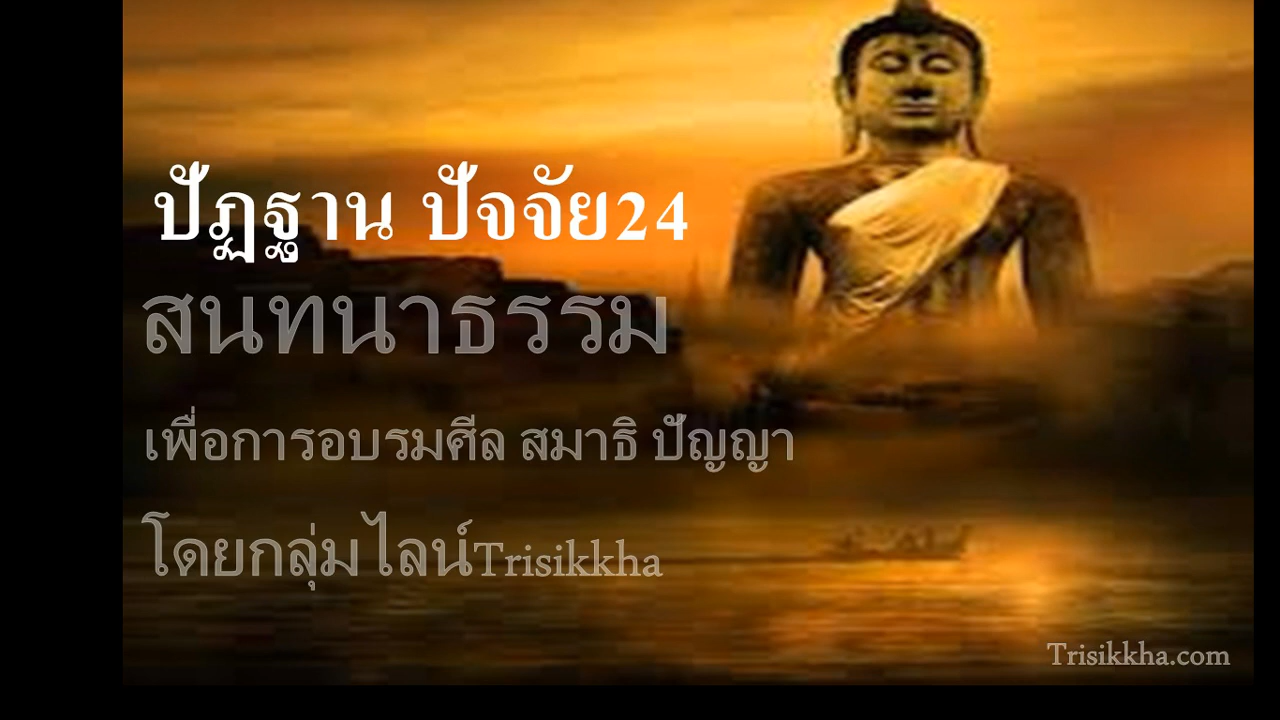 ปัฏฐาน ปัจจัย24
สนทนาธรรม
เพื่อการอบรมศีล สมาธิ ปัญญา
โดยกลุ่มไลน์Trisikkha
Trisikkha.com